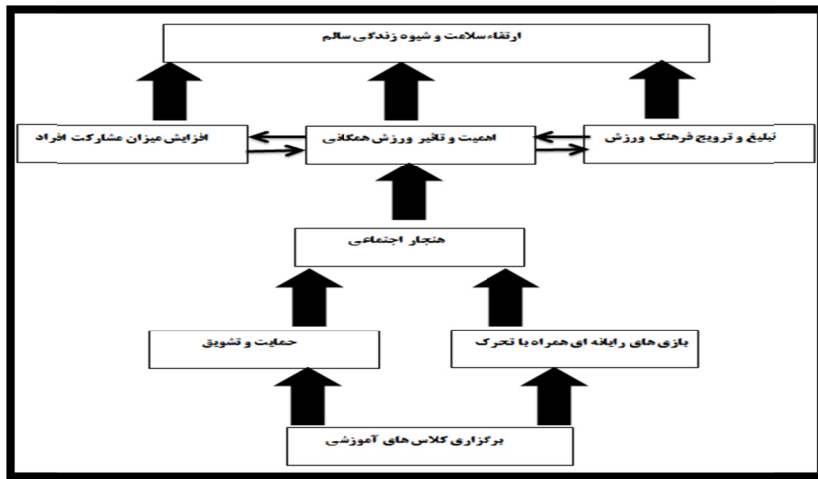 ارتقاء سلامت و شیوه زندگی سالم
تبلیغ و ترویج فرهنگ ورزش
اهمیت و تاثیر ورزش همگانی
افزایش میزان مشارکت افراد
هنجار اجتماعی
بازی های رایانه ای همراه با تحرک
حمایت و تشویق
برگزاری کلاس های آموزشی